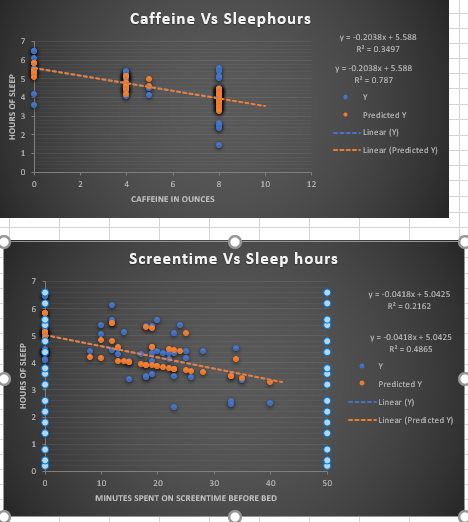 Caffeine Vs Sleephours
y = -0.2038x + 5.588
R² = 0.3497
y = -0.2038x + 5.588
R² = 0.787
Y
Predicted Y
Linear (Y)
Linear (Predicted Y)
HOURS OF SLEEP
7
6
5
4
3
2
1
0
0 2 4 6 8 10 12
CAFFEINE IN OUNCES
Screentime Vs Sleep hours
y = -0.0418x + 5.0425
R² = 0.2162
y = -0.0418x + 5.0425
R² = 0.4865
Y
Predicted Y
Linear (Y)
Linear (Predicted Y)
HOURS OF SLEEP
7
6
5
4
3
2
1
0
0 10 20 30 40 50
MINUTES SPENT ON SCREENTIME BEFORE BED